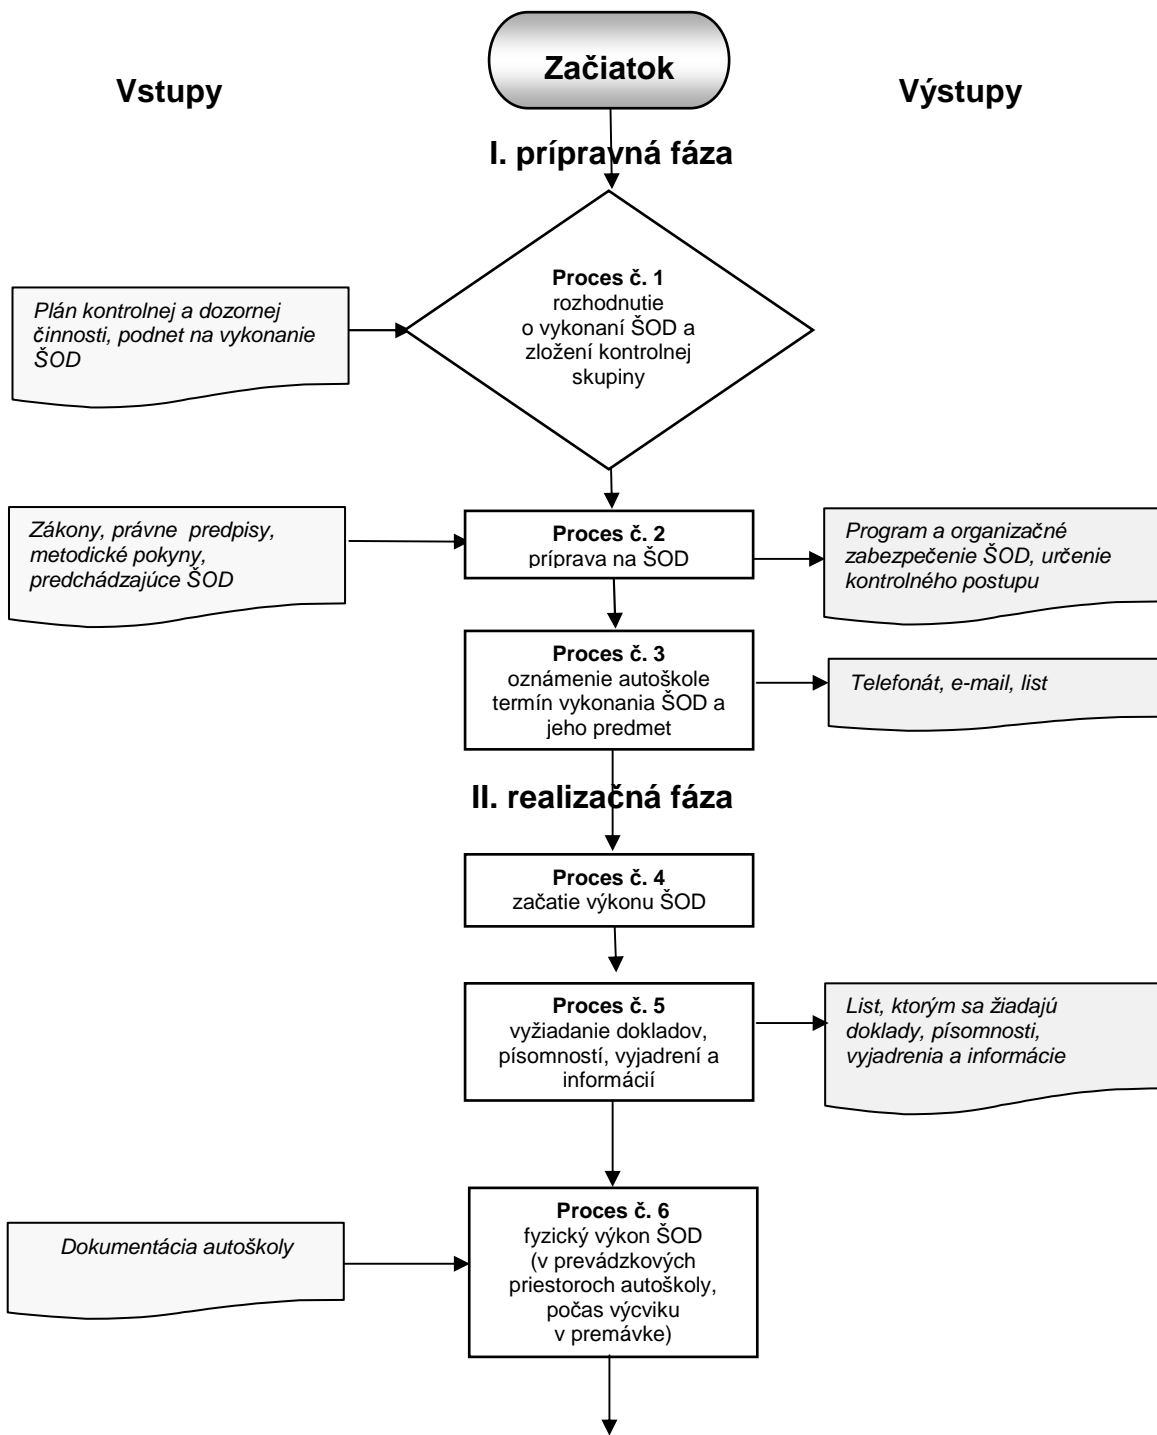 Začiatok
Vstupy
Výstupy
I. prípravná fáza
Proces č. 1
rozhodnutie
o vykonaní ŠOD a
zložení kontrolnej
skupiny
Plán kontrolnej a dozornej
činnosti, podnet na vykonanie
ŠOD
Zákony, právne predpisy,
metodické pokyny,
predchádzajúce ŠOD
Proces č. 2
príprava na ŠOD
Program a organizačné
zabezpečenie ŠOD, určenie
kontrolného postupu
Proces č. 3
oznámenie autoškole
termín vykonania ŠOD a
jeho predmet
Telefonát, e-mail, list
II. realizačná fáza
Proces č. 4
začatie výkonu ŠOD
Proces č. 5
vyžiadanie dokladov,
písomností, vyjadrení a
informácií
List, ktorým sa žiadajú
doklady, písomnosti,
vyjadrenia a informácie
Dokumentácia autoškoly
Proces č. 6
fyzický výkon ŠOD
(v prevádzkových
priestoroch autoškoly,
počas výcviku
v premávke)